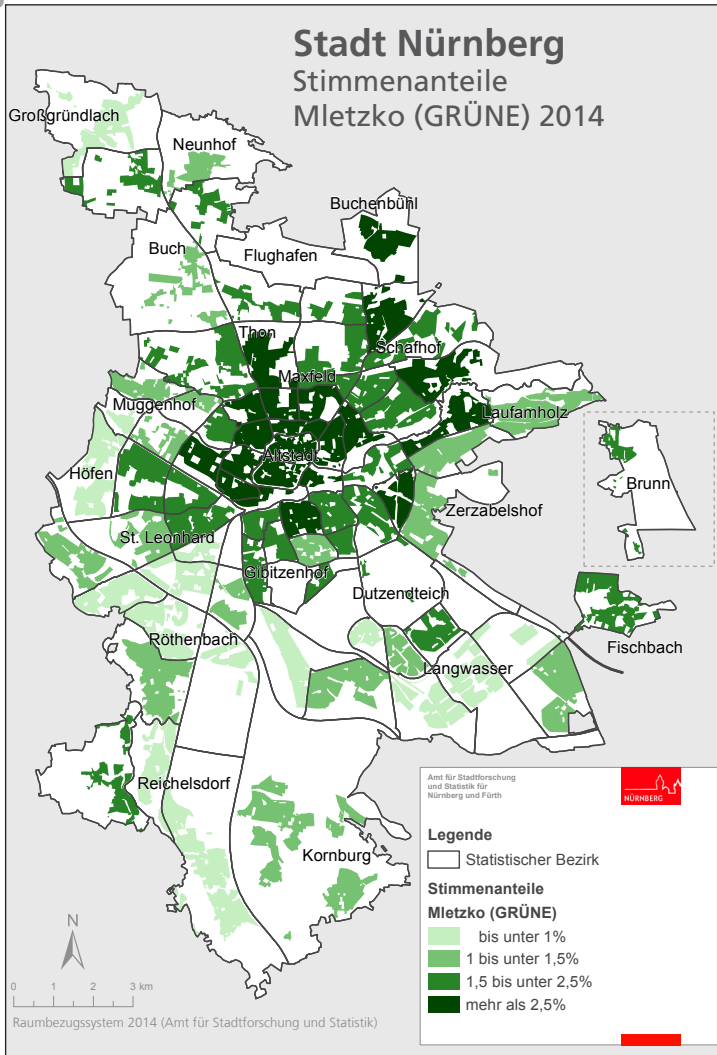 Stadt Nürnberg
Stimmenanteile
Mletzko (GRÜNE) 2014
Großgründlach
Neunhof
Buchenbühl
Buch
Flughafen
Thon
Schafhof
Maxfeld
Muggenhof
Laufamholz
Altstadt
Höfen
Brunn
Zerzabelshof
St. Leonhard
Gibitzenhof
Dutzendteich
Röthenbach
Fischbach
Langwasser
Reichelsdorf
Kornburg
Amt für Stadtforschung
und Statistik für
Nürnberg und Fürth
NÜRNBERG
Legende
Statistischer Bezirk
Stimmenanteile
Mletzko (GRÜNE)
bis unter 1%
1 bis unter 1,5%
1,5 bis unter 2,5%
mehr als 2,5%
N
0 1 2 3 km
Raumbezugssystem 2014 (Amt für Stadtforschung und Statistik)